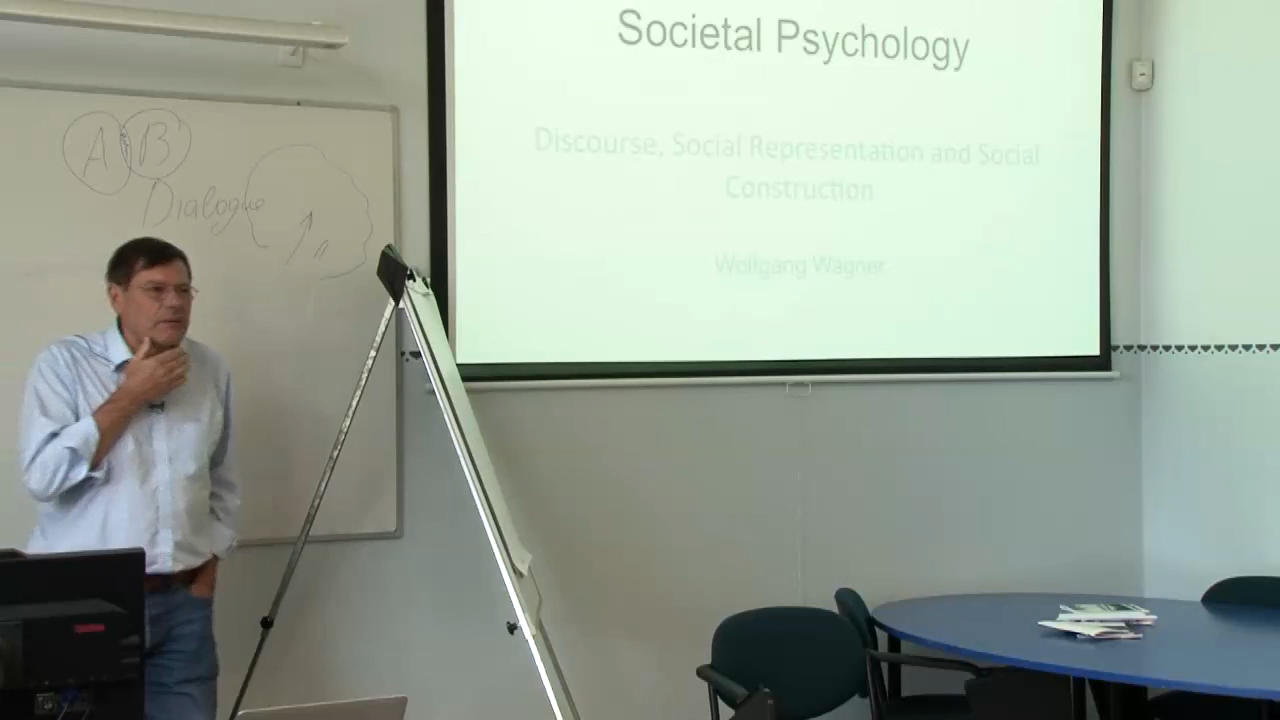 Societal Psychology
Discourse, Social Representation and Social
Construction
Wolfgang Wagner
A B
Dialogue